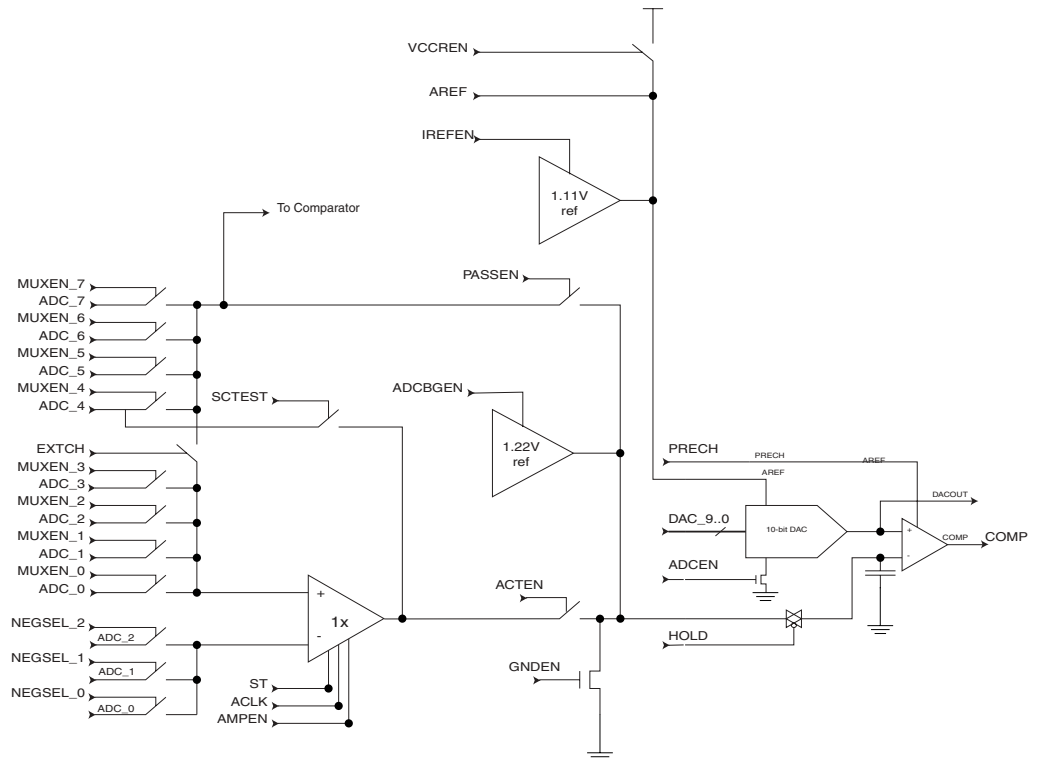 VCCREN
AREF
IREFEN
1.11V
ref
To Comparator
PASSEN
MUXEN_7
ADC_7
MUXEN_6
ADC_6
MUXEN_5
ADC_5
MUXEN_4
ADC_4
SCTEST
ADCBGEN
1.22V
ref
EXTCH
MUXEN_3
ADC_3
MUXEN_2
ADC_2
MUXEN_1
ADC_1
MUXEN_0
ADC_0
PRECH
PRECH
AREF
AREF
DACOUT
DAC_9..0
10-bit DAC
+
-
COMP
COMP
ADCEN
+
1x
-
ACTEN
HOLD
NEGSEL_2
ADC_2
NEGSEL_1
ADC_1
NEGSEL_0
ADC_0
GNDEN
ST
ACLK
AMPEN